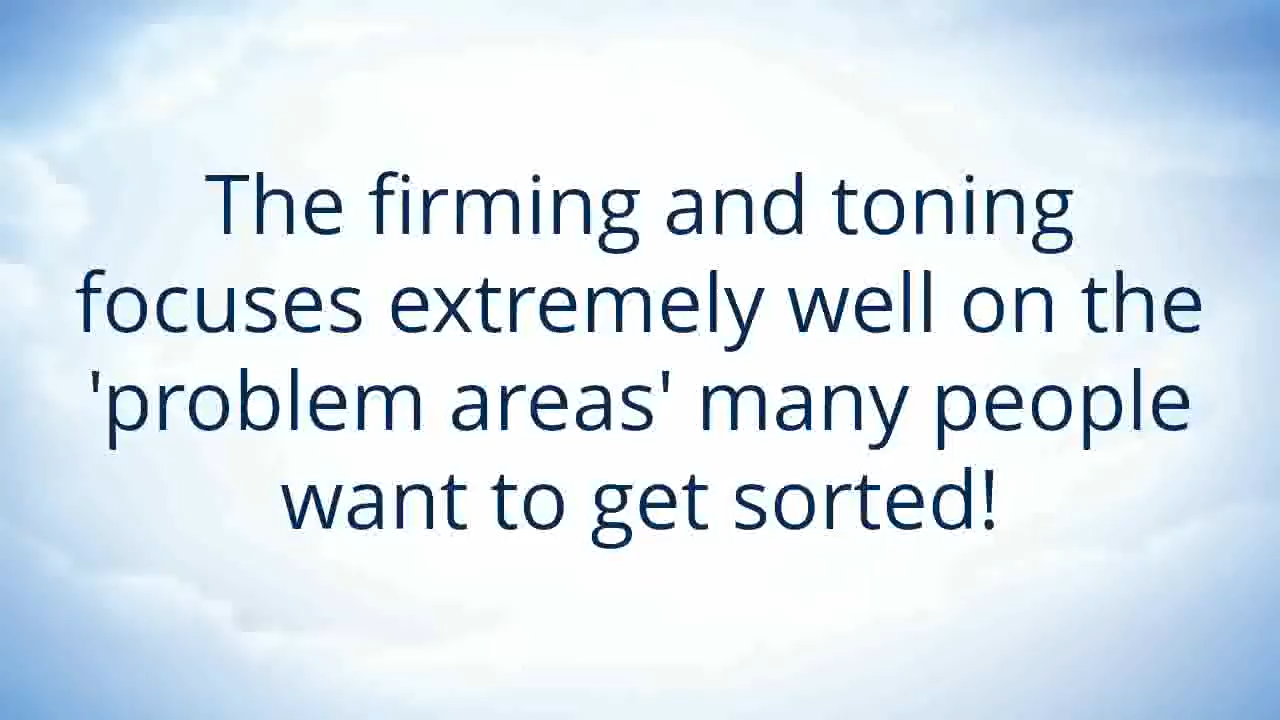 The firming and toning
focuses extremely well on the
'problem areas' many people
want to get sorted!